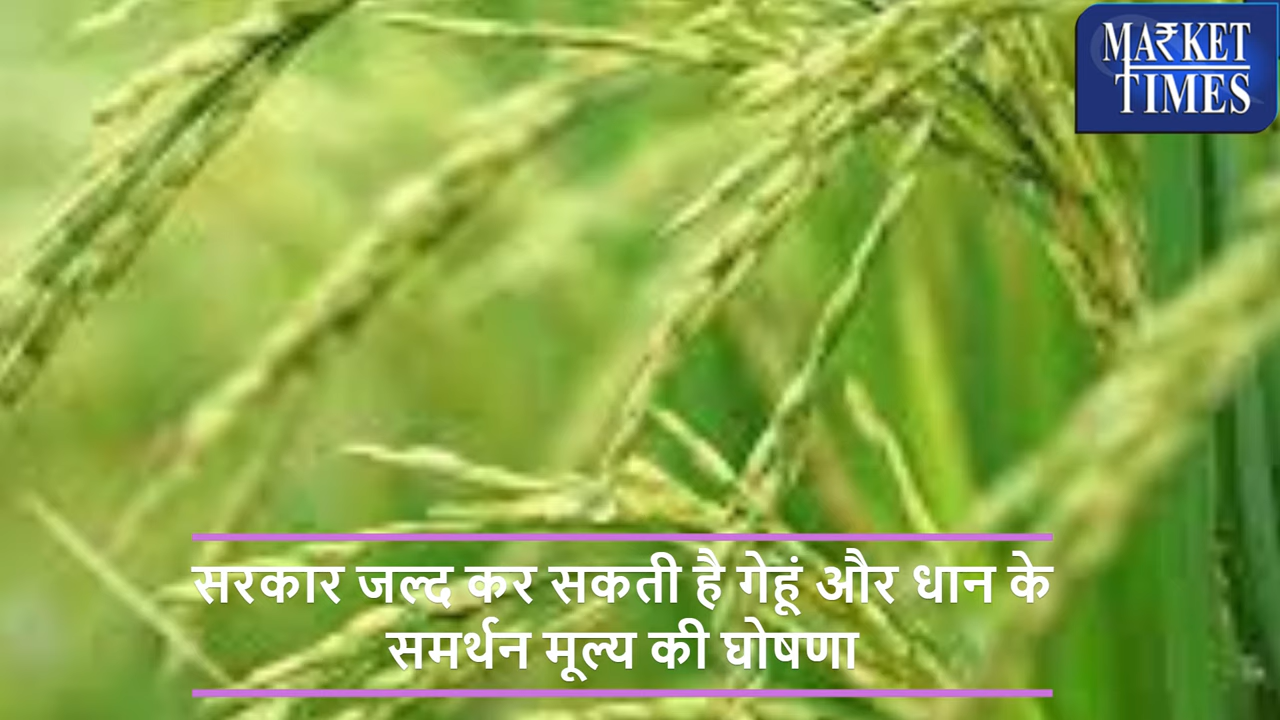 MA₹KET
TIMES
सरकार जल्द कर सकती है गेहूं और धान के
समर्थन मूल्य की घोषणा